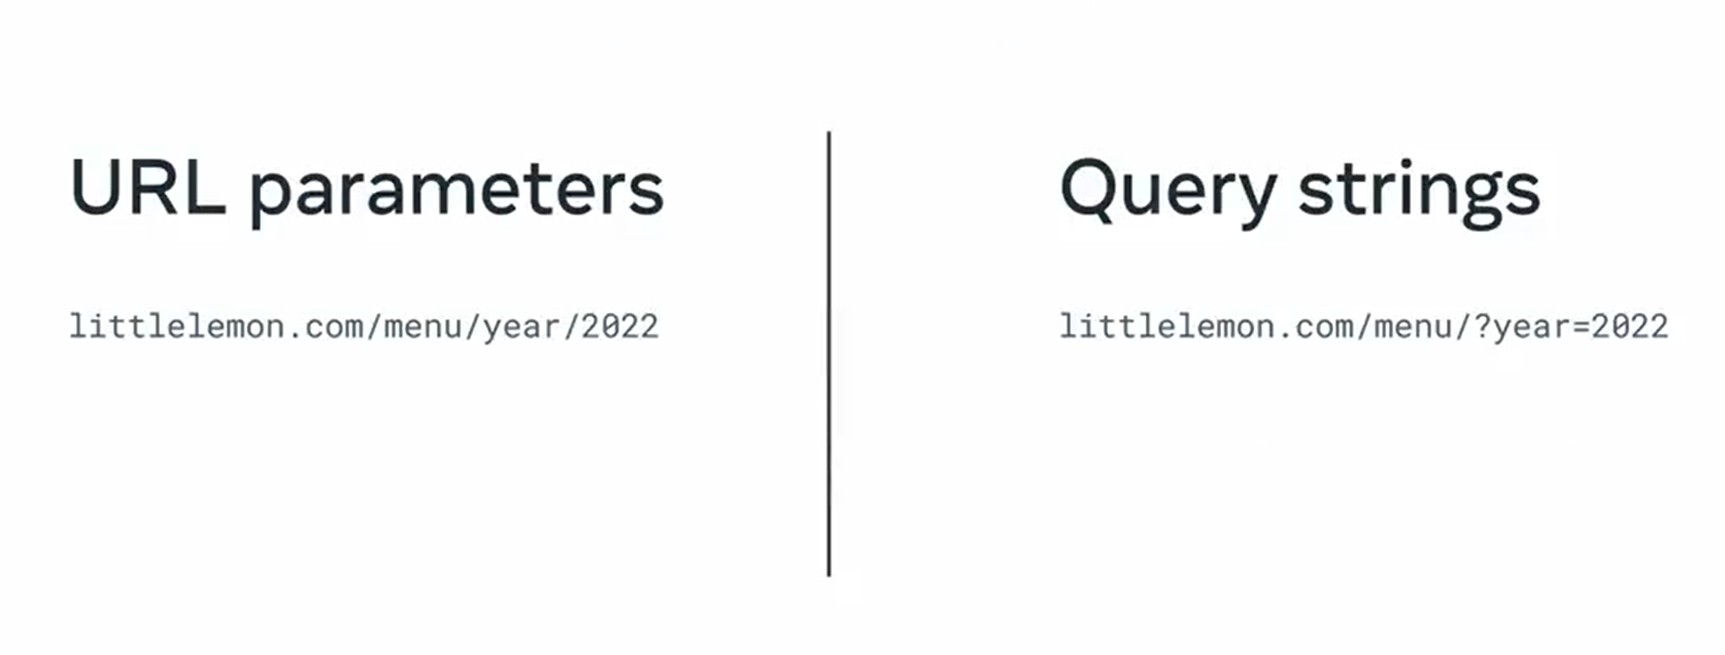 URL parameters
littlelemon.com/menu/year/2022
Query strings
littlelemon.com/menu/?year=2022